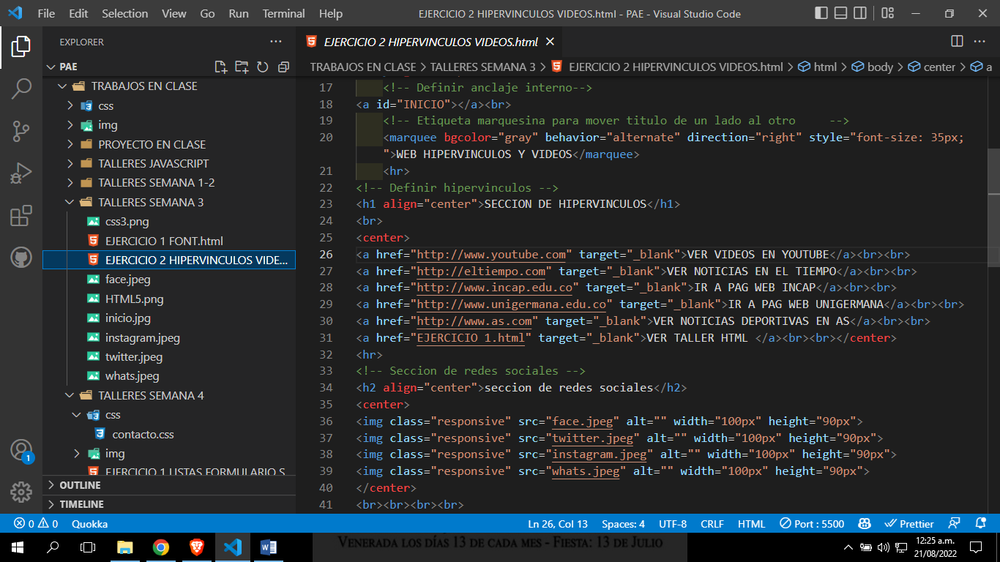 File Edit Selection View Go Run Terminal Help
EJERCICIO 2 HIPERVINCULOS VIDEOS.html - PAE - Visual Studio Code
EXPLORER
PAE
TRABAJOS EN CLASE
css
img
PROYECTO EN CLASE
TALLERES JAVASCRIPT
TALLERES SEMANA 1-2
TALLERES SEMANA 3
css3.png
EJERCICIO 1 FONT.html
EJERCICIO 2 HIPERVINCULOS VIDE...
face.jpeg
HTML5.png
inicio.jpg
instagram.jpeg
twitter.jpeg
whats.jpeg
TALLERES SEMANA 4
css
contacto.css
img
EJERCICIO 1 LISTAS FORMULARIO S
OUTLINE
TIMELINE
EJERCICIO 2 HIPERVINCULOS VIDEOS.html
TRABAJOS EN CLASE > TALLERES SEMANA 3 > EJERCICIO 2 HIPERVINCULOS VIDEOS.html > html > body > center > a
17 <!-- Definir anclaje interno-->
18 <a id="INICIO"></a><br>
19 <!-- Etiqueta marquesina para mover titulo de un lado al otro     -->
20 <marquee bgcolor="gray" behavior="alternate" direction="right" style="font-size: 35px;
">WEB HIPERVINCULOS Y VIDEOS</marquee>
21 <hr>
22 <!-- Definir hipervinculos -->
23 <h1 align="center">SECCION DE HIPERVINCULOS</h1>
24 <br>
25 <center>
26 <a href="http://www.youtube.com" target="_blank">VER VIDEOS EN YOUTUBE</a><br><br>
27 <a href="http://eltiempo.com" target="_blank">VER NOTICIAS EN EL TIEMPO</a><br><br>
28 <a href="http://www.incap.edu.co" target="_blank">IR A PAG WEB INCAP</a><br><br>
29 <a href="http://www.unigermana.edu.co" target="_blank">IR A PAG WEB UNIGERMANA</a><br><br>
30 <a href="http://www.as.com" target="_blank">VER NOTICIAS DEPORTIVAS EN AS</a><br><br>
31 <a href="EJERCICIO 1.html" target="_blank">VER TALLER HTML </a><br><br></center>
32 <hr>
33 <!-- Seccion de redes sociales -->
34 <h2 align="center">seccion de redes sociales</h2>
35 <center>
36 <img class="responsive" src="face.jpeg" alt="" width="100px" height="90px">
37 <img class="responsive" src="twitter.jpeg" alt="" width="100px" height="90px">
38 <img class="responsive" src="instagram.jpeg" alt="" width="100px" height="90px">
39 <img class="responsive" src="whats.jpeg" alt="" width="100px" height="90px">
40 </center>
41 <br><br><br><br>
1
0 0 Quokka Ln 26, Col 13 Spaces: 4 UTF-8 CRLF HTML Port : 5500 Prettier
VENERADA LOS DÍAS 13 DE CADA MES - FIESTA: 13 DE JULIO
12:25 a.m.
21/08/2022